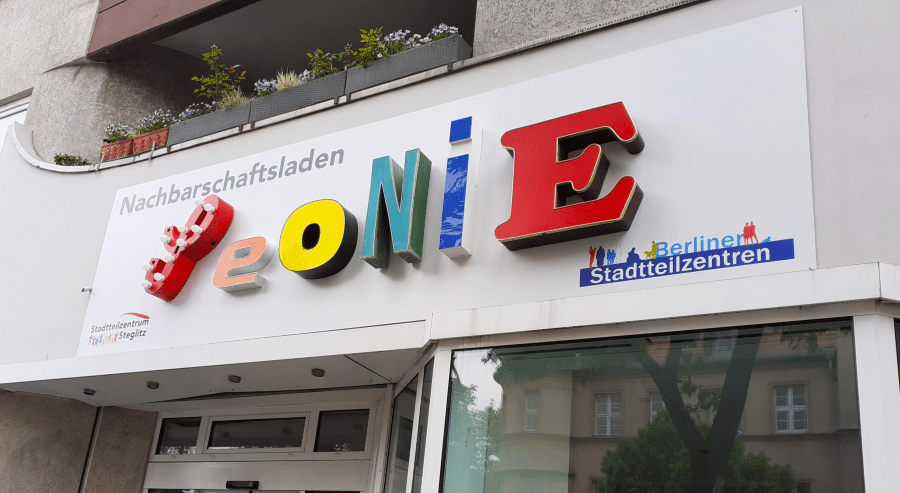 Nachbarschaftsladen
PeONiE
Berliner
Stadtteilzentren
Stadtteilzentrum
Steglitz